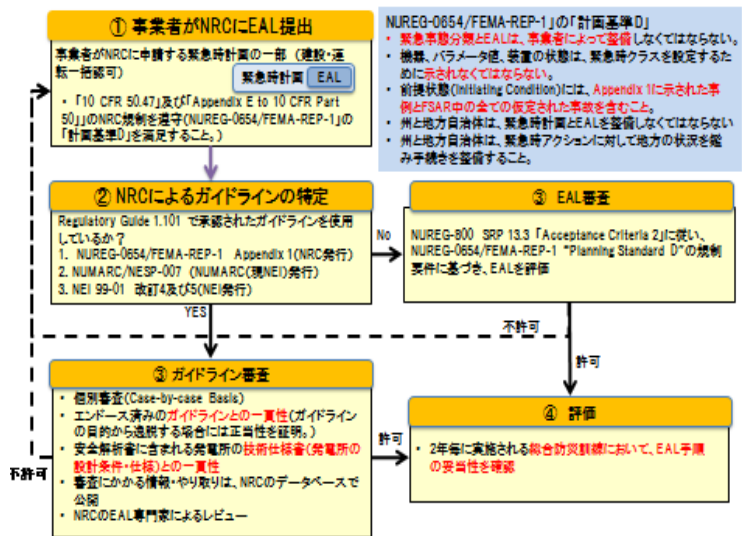 ① 事業者がNRCにEAL提出
事業者がNRCに申請する緊急時計画の一部 (建設・運
転一括認可)
緊急時計画 EAL
・ 「10 CFR 50.47」及び「Appendix E to 10 CFR Part
50」」のNRC規制を遵守(NUREG-0654/FEMA-REP-1」の
「計画基準D」を満足すること。)
NUREG-0654/FEMA-REP-1」の「計画基準D」
・ 緊急事態分類とEALは、事業者によって整備しなくてはならない。
・ 機器、パラメータ値、装置の状態は、緊急時クラスを設定するた
めに示されなくてはならない。
・ 前提状態(Initiating Condition)には、Appendix 1に示された事
例とFSAR中の全ての仮定された事故を含むこと。
・ 州と地方自治体は、緊急時計画とEALを整備しなくてはならない
・ 州と地方自治体は、緊急時アクションに対して地方の状況を鑑
み手続きを整備すること。
② NRCによるガイドラインの特定
Regulatory Guide 1.101 で承認されたガイドラインを使用
しているか?
1. NUREG-0654/FEMA-REP-1 Appendix 1(NRC発行)
2. NUMARC/NESP-007 (NUMARC(現NEI)発行)
3. NEI 99-01 改訂4及び5(NEI発行)
No
③ EAL審査
NUREG-800 SRP 13.3 「Acceptance Criteria 2」に従い、
NUREG-0654/FEMA-REP-1 "Planning Standard D"の規制
要件に基づき、EALを評価
YES
不許可
許可
③ ガイドライン審査
・ 個別審査(Case-by-case Basis)
・ エンドース済みのガイドラインとの一貫性(ガイドライン
の目的から逸脱する場合には正当性を証明。)
・ 安全解析書に含まれる発電所の技術仕様書(発電所の
設計条件・仕様)との一貫性
・ 審査にかかる情報・やり取りは、NRCのデータベースで
公開
・ NRCのEAL専門家によるレビュー
不許可
許可
④ 評価
・ 2年毎に実施される総合防災訓練において、EAL手順
の妥当性を確認